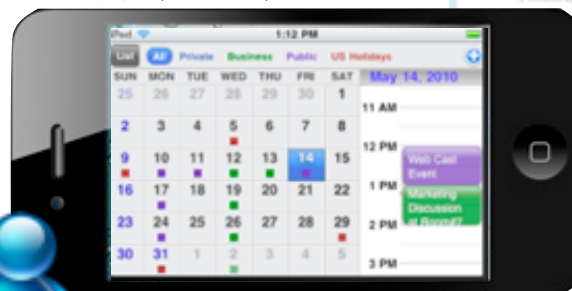 iPod 1:12 PM
List All Private Business Public US Holidays
SUN MON TUE WED THU FRI SAT May 14, 2010
25 26 27 28 29 30 1
11 AM
2 3 4 5 6 7 8
12 PM
9 10 11 12 13 14 15
Web Cast
Event
16 17 18 19 20 21 22
1 PM
Marketing
Discussion
at Room#7
23 24 25 26 27 28 29
2 PM
30 31 1 2 3 4 5
3 PM